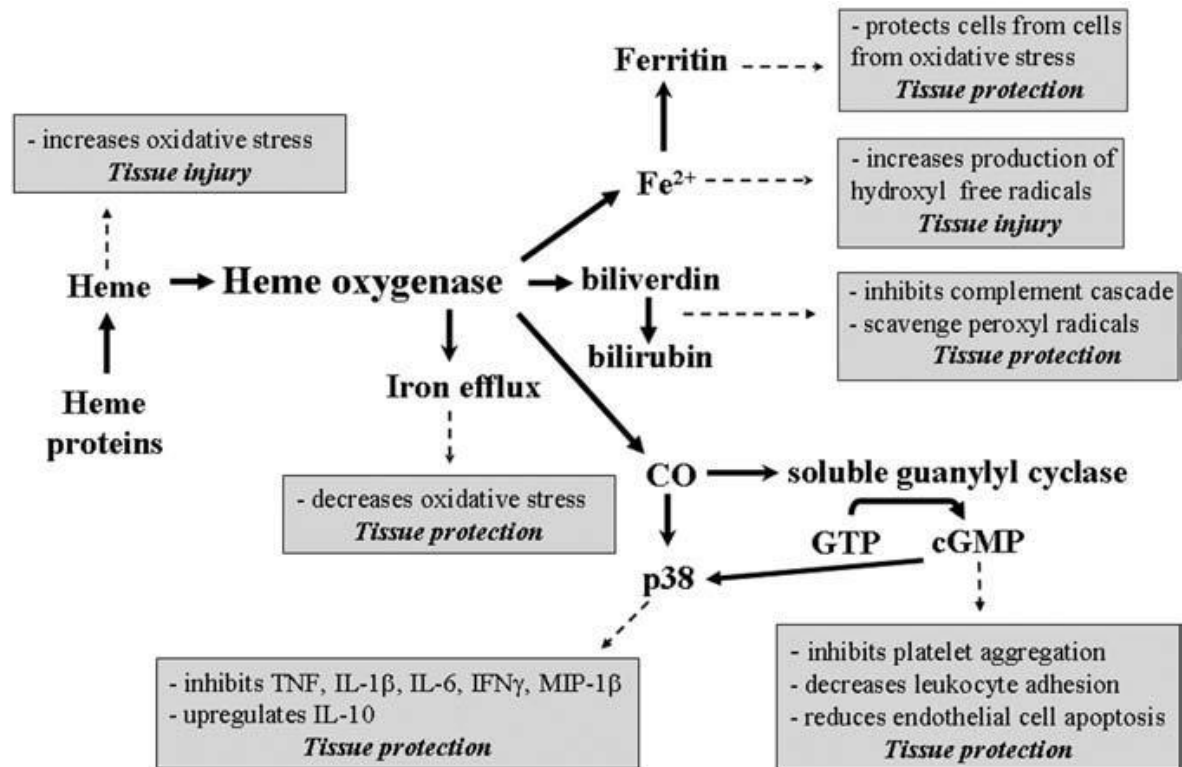 - protects cells from cells
from oxidative stress
Tissue protection
Ferritin
- increases oxidative stress
Tissue injury
- increases production of
hydroxyl free radicals
Tissue injury
Fe²⁺
Heme
Heme oxygenase
biliverdin
bilirubin
- inhibits complement cascade
- scavenge peroxyl radicals
Tissue protection
Heme
proteins
Iron efflux
- decreases oxidative stress
Tissue protection
CO
soluble guanylyl cyclase
GTP
cGMP
p38
- inhibits TNF, IL-1β, IL-6, IFNγ, MIP-1β
- upregulates IL-10
Tissue protection
- inhibits platelet aggregation
- decreases leukocyte adhesion
- reduces endothelial cell apoptosis
Tissue protection